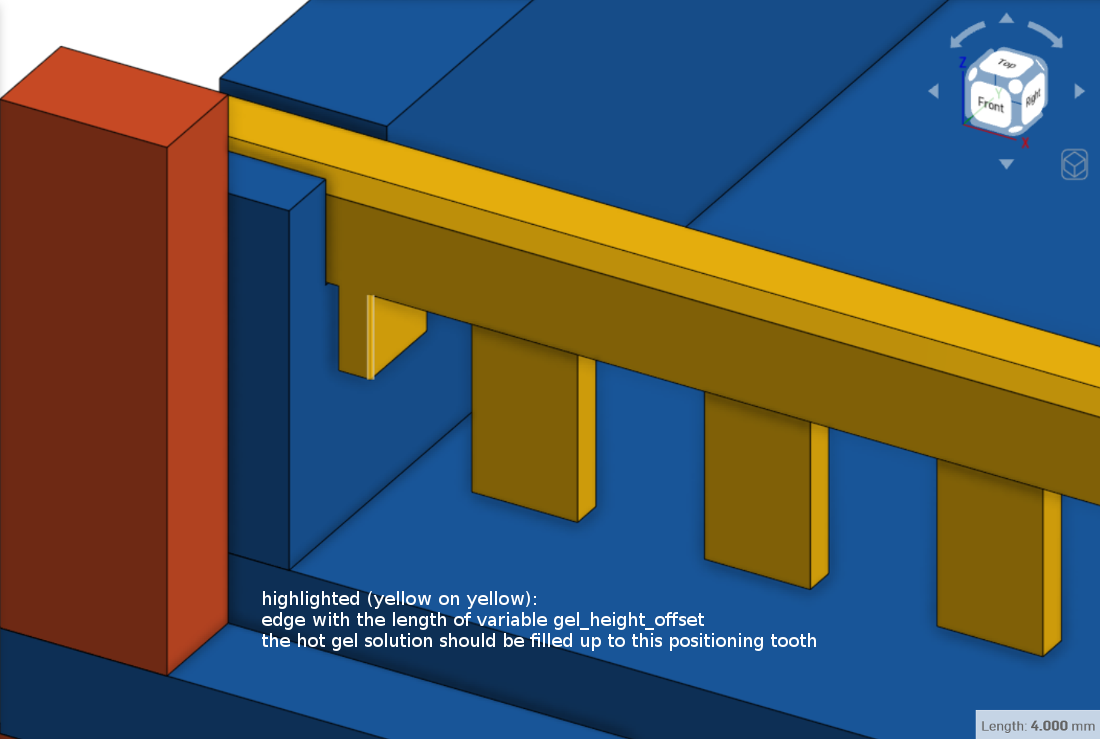 Top
Z
Y
Front
Right
X
highlighted (yellow on yellow):
edge with the length of variable gel_height_offset
the hot gel solution should be filled up to this positioning tooth
Length: 4.000 mm